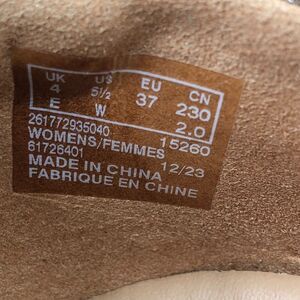 UK US EU CN
4 5½ 37 230
E W 2.0
261772935040 15260
WOMENS/FEMMES
61726401 12/23
MADE IN CHINA
FABRIQUE EN CHINE